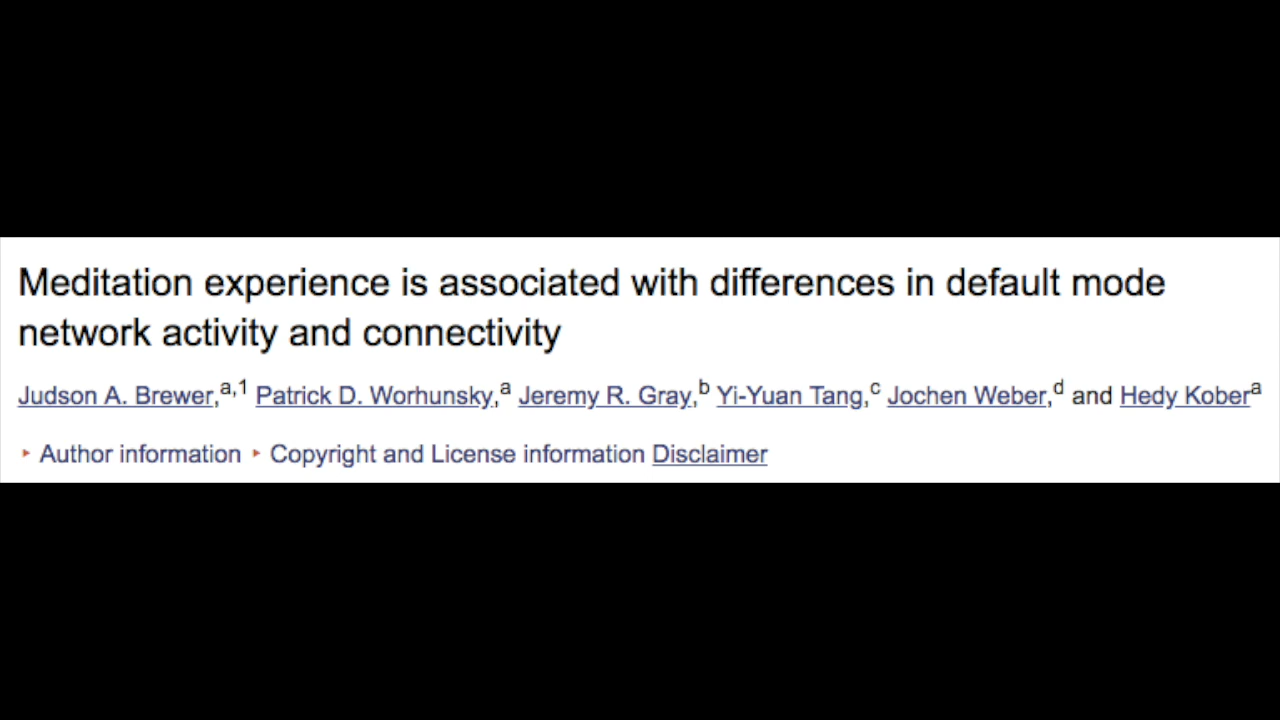 Meditation experience is associated with differences in default mode
network activity and connectivity
Judson A. Brewer,a,1 Patrick D. Worhunsky,a Jeremy R. Gray,b Yi-Yuan Tang,c Jochen Weber,d and Hedy Kobera
▸ Author information ▸ Copyright and License information Disclaimer